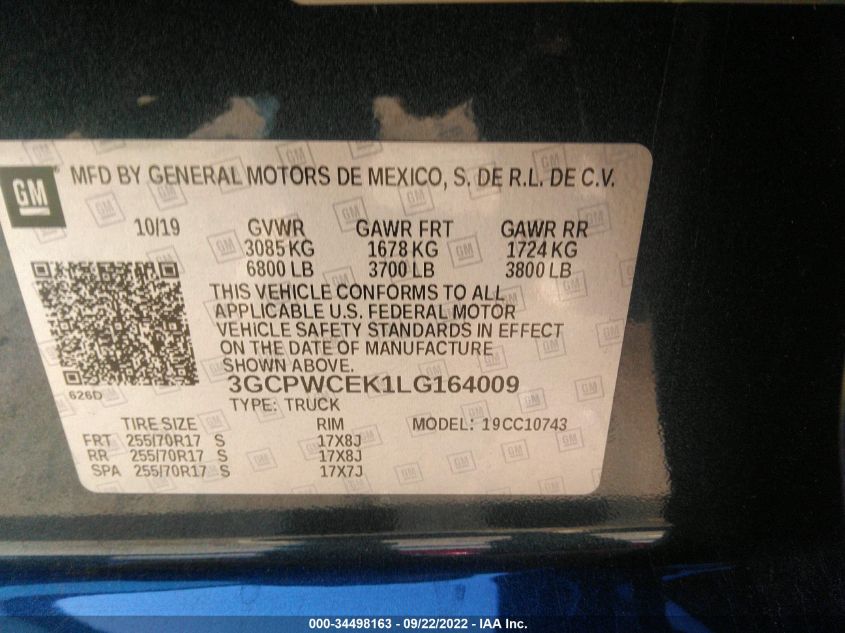 GM
MFD BY GENERAL MOTORS DE MEXICO, S. DE R.L. DE C.V.
10/19 GVWR GAWR FRT GAWR RR
3085 KG 1678 KG 1724 KG
6800 LB 3700 LB 3800 LB
THIS VEHICLE CONFORMS TO ALL
APPLICABLE U.S. FEDERAL MOTOR
VEHICLE SAFETY STANDARDS IN EFFECT
ON THE DATE OF MANUFACTURE
SHOWN ABOVE.
626D
3GCPWCEK1LG164009
TYPE: TRUCK
TIRE SIZE RIM MODEL: 19CC10743
FRT 255/70R17 S 17X8J
RR 255/70R17 S 17X8J
SPA 255/70R17 S 17X7J
000-34498163 - 09/22/2022 - IAA Inc.